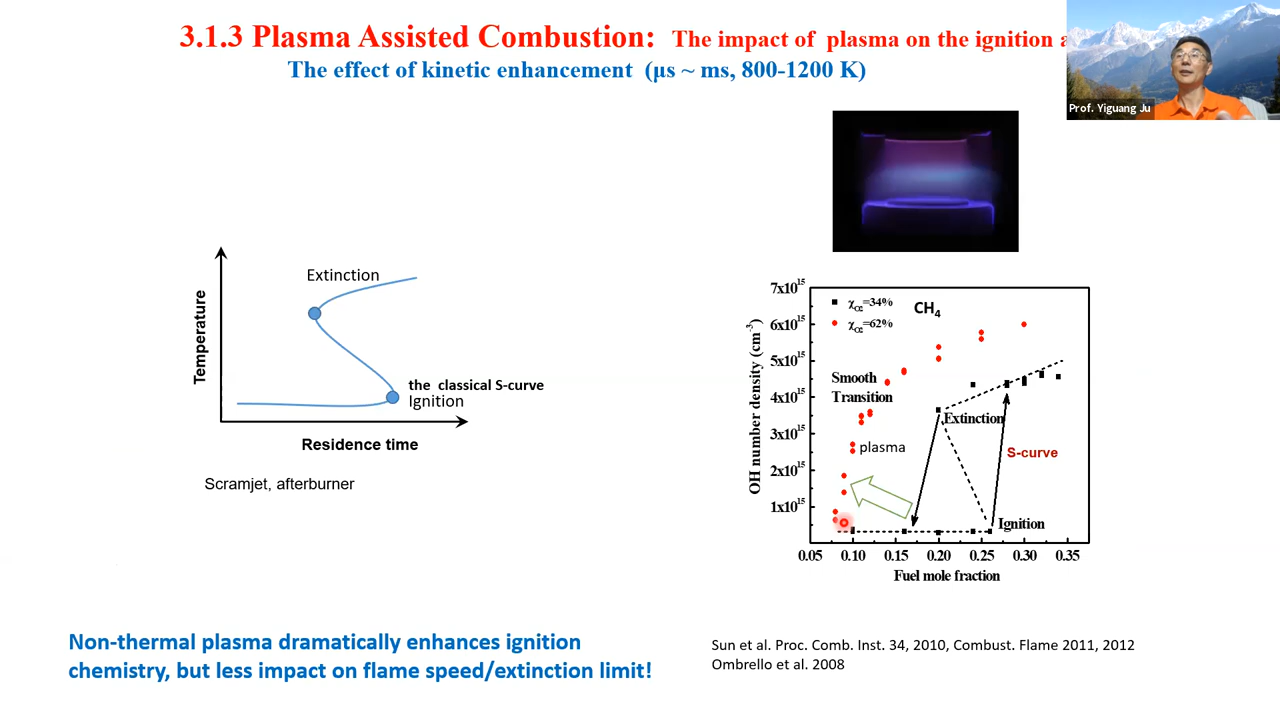 3.1.3 Plasma Assisted Combustion: The impact of plasma on the ignition a
The effect of kinetic enhancement (µs ~ ms, 800-1200 K)
Prof. Yiguang Ju
Temperature
Extinction
the classical S-curve
Ignition
Residence time
Scramjet, afterburner
OH number density (cm⁻³)
7x10¹⁵
6x10¹⁵
5x10¹⁵
4x10¹⁵
3x10¹⁵
2x10¹⁵
1x10¹⁵
χO2=34%
χO2=62%
CH₄
Smooth
Transition
Extinction
plasma
S-curve
Ignition
0.05 0.10 0.15 0.20 0.25 0.30 0.35
Fuel mole fraction
Non-thermal plasma dramatically enhances ignition
chemistry, but less impact on flame speed/extinction limit!
Sun et al. Proc. Comb. Inst. 34, 2010, Combust. Flame 2011, 2012
Ombrello et al. 2008